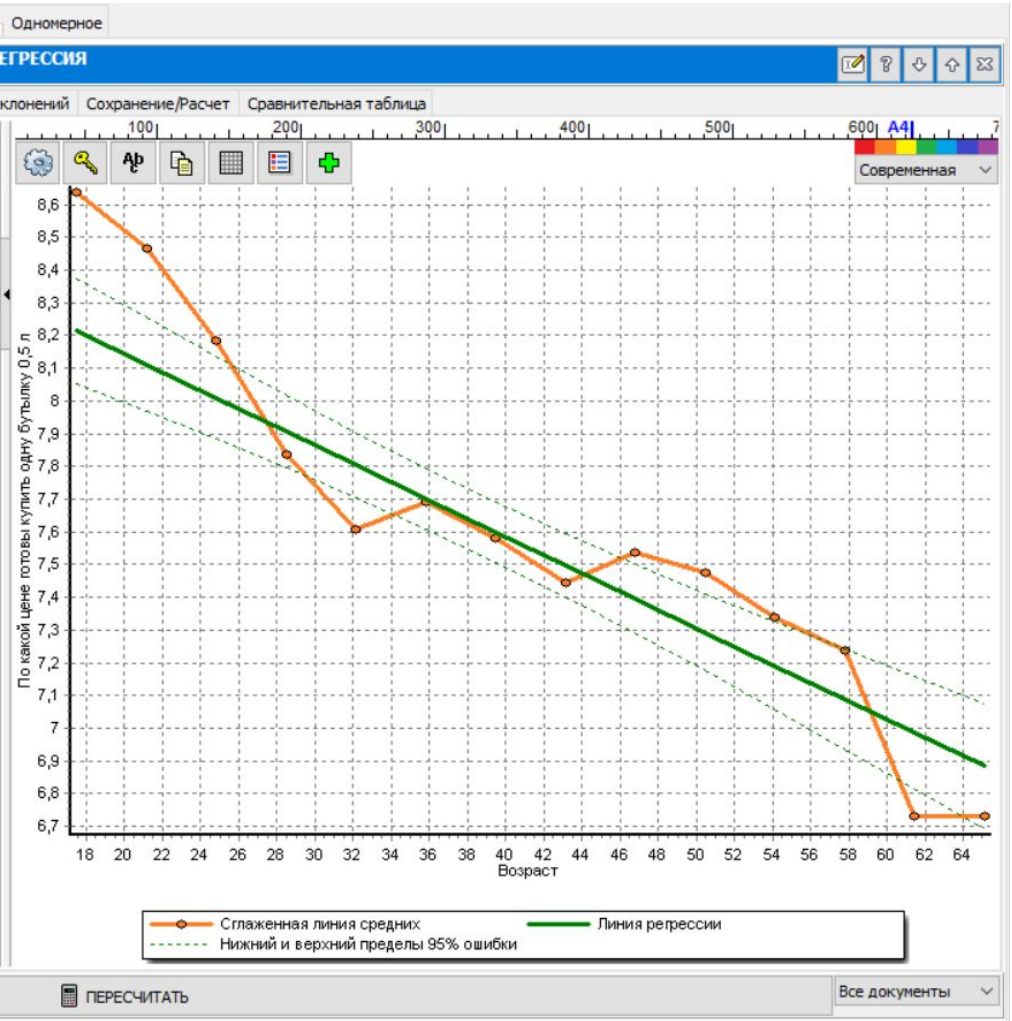 Одномерное
ЕГРЕССИЯ
клонений Сохранение/Расчет Сравнительная таблица
100 200 300 400 500 600 A4 7
Ab
c
Современная
8,6
8,5
8,4
8,3
8,2
8,1
8
7,9
7,8
7,7
7,6
7,5
7,4
7,3
7,2
7,1
7
6,9
6,8
6,7
По какой цене готовы купить одну бутылку 0,5 л
18 20 22 24 26 28 30 32 34 36 38 40 42 44 46 48 50 52 54 56 58 60 62 64
Возраст
Сглаженная линия средних Линия регрессии
Нижний и верхний пределы 95% ошибки
ПЕРЕСЧИТАТЬ Все документы